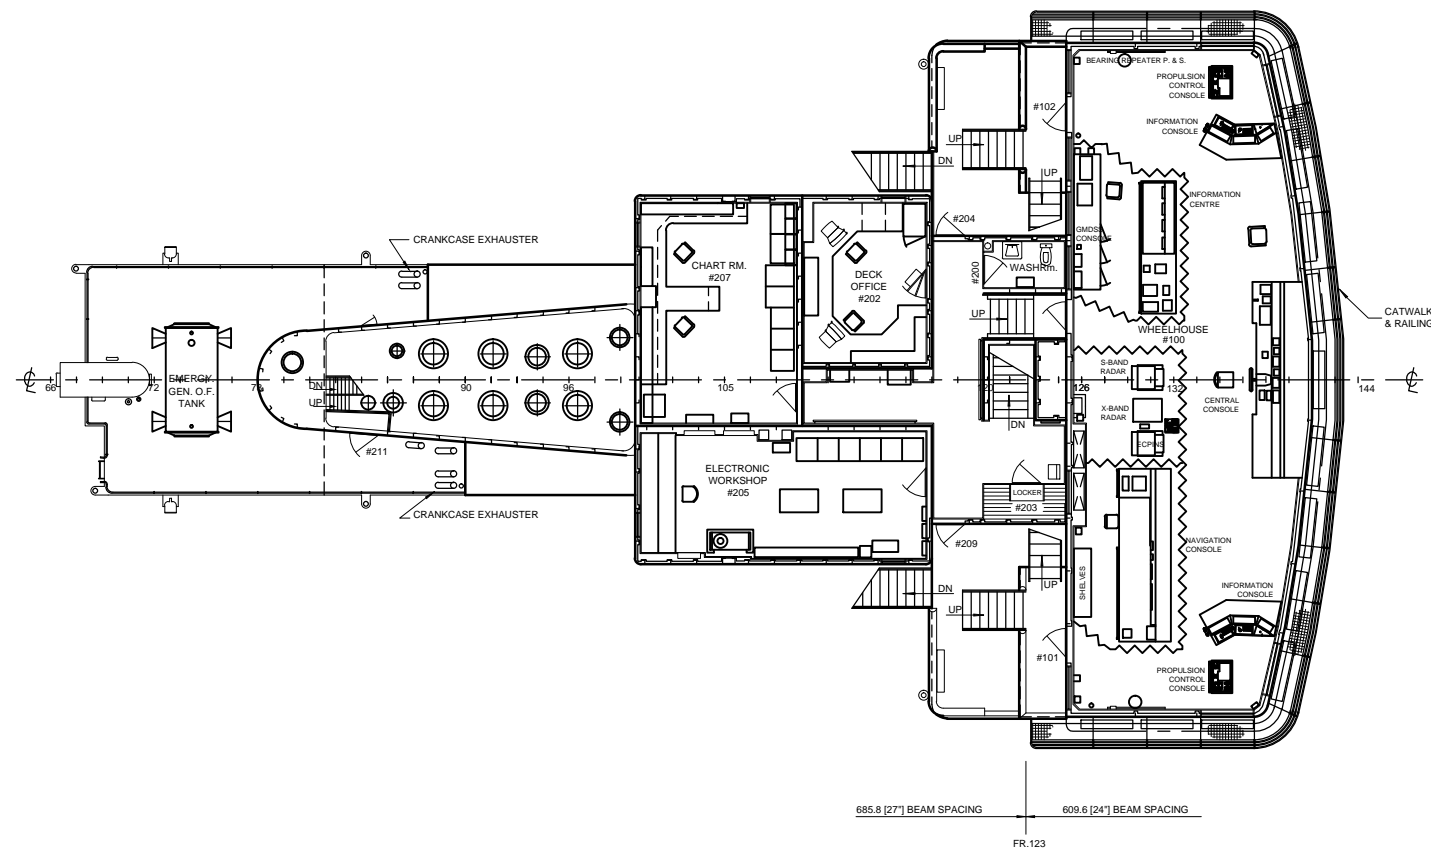 BEARING REPEATER P. & S.
PROPULSION
CONTROL
CONSOLE
#102
INFORMATION
CONSOLE
UP
DN
UP
INFORMATION
CENTRE
#204
GMDSS
CONSOLE
CRANKCASE EXHAUSTER
CHART RM.
#207
DECK
OFFICE
#202
#200
WASHRm.
UP
WHEELHOUSE
#100
CATWALK
& RAILING
S-BAND
RADAR
EMERGY.
GEN. O.F.
TANK
66
72
78
DN
UP
90
96
105
120
126
132
144
CENTRAL
CONSOLE
X-BAND
RADAR
ECPINS
DN
#211
ELECTRONIC
WORKSHOP
#205
LOCKER
#203
CRANKCASE EXHAUSTER
#209
NAVIGATION
CONSOLE
SHELVES
DN
UP
UP
INFORMATION
CONSOLE
#101
PROPULSION
CONTROL
CONSOLE
685.8 [27"] BEAM SPACING
609.6 [24"] BEAM SPACING
FR.123